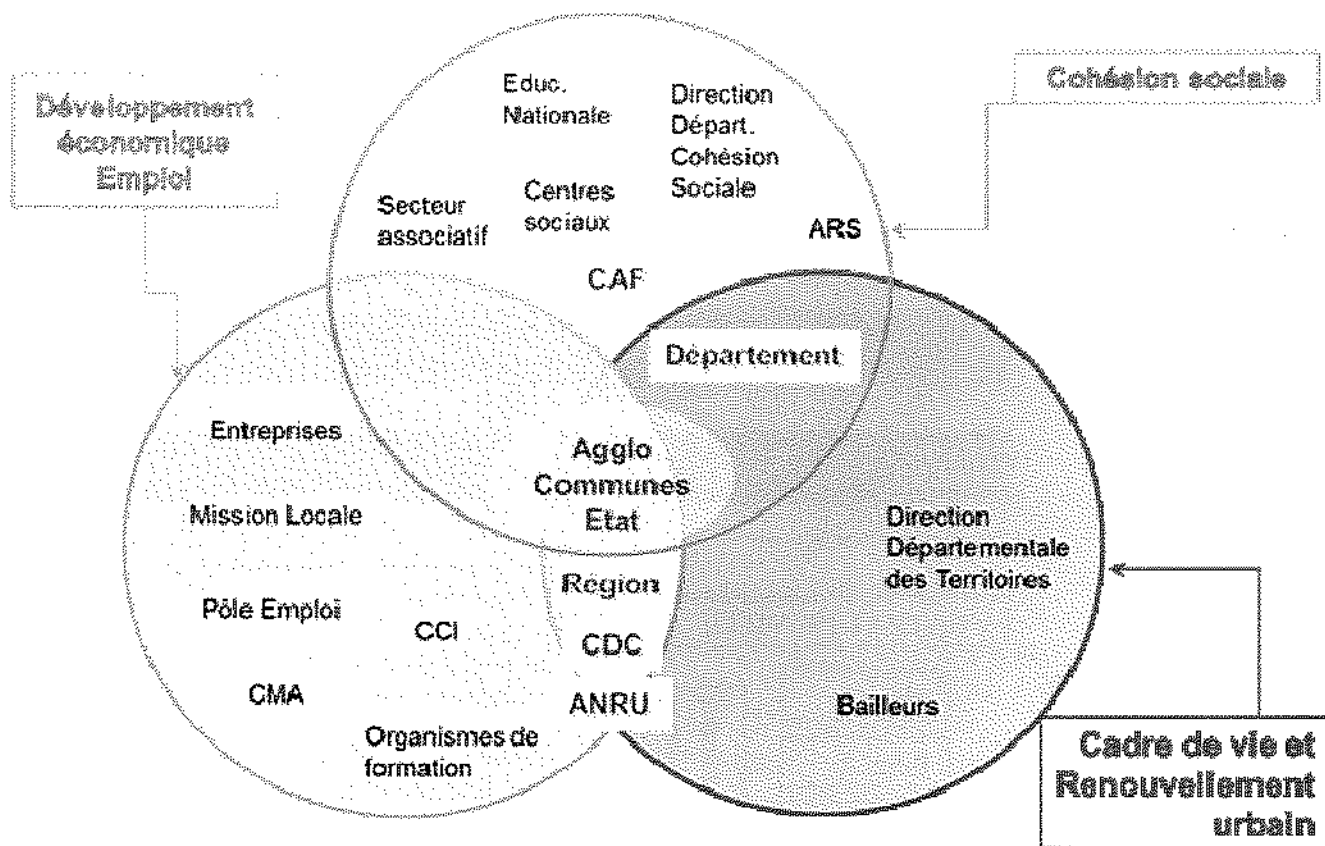 Développement
économique
Emploi
Cohésion sociale
Educ.
Nationale
Direction
Départ.
Cohésion
Sociale
Secteur
associatif
Centres
sociaux
ARS
CAF
Département
Entreprises
Mission Locale
Pôle Emploi
CCI
CMA
Organismes de
formation
Agglo
Communes
Etat
Région
CDC
ANRU
Direction
Départementale
des Territoires
Bailleurs
Cadre de vie et
Renouvellement
urbain